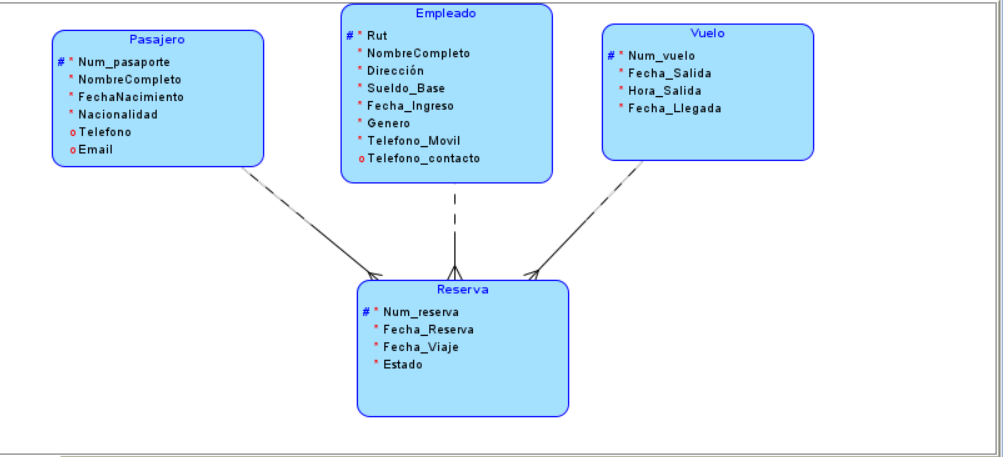 Pasajero
# * Num_pasaporte
* NombreCompleto
* FechaNacimiento
* Nacionalidad
o Telefono
o Email
Empleado
# * Rut
* NombreCompleto
* Dirección
* Sueldo_Base
* Fecha_Ingreso
* Genero
* Telefono_Movil
o Telefono_contacto
Vuelo
# * Num_vuelo
* Fecha_Salida
* Hora_Salida
* Fecha_Llegada
Reserva
# * Num_reserva
* Fecha_Reserva
* Fecha_Viaje
* Estado